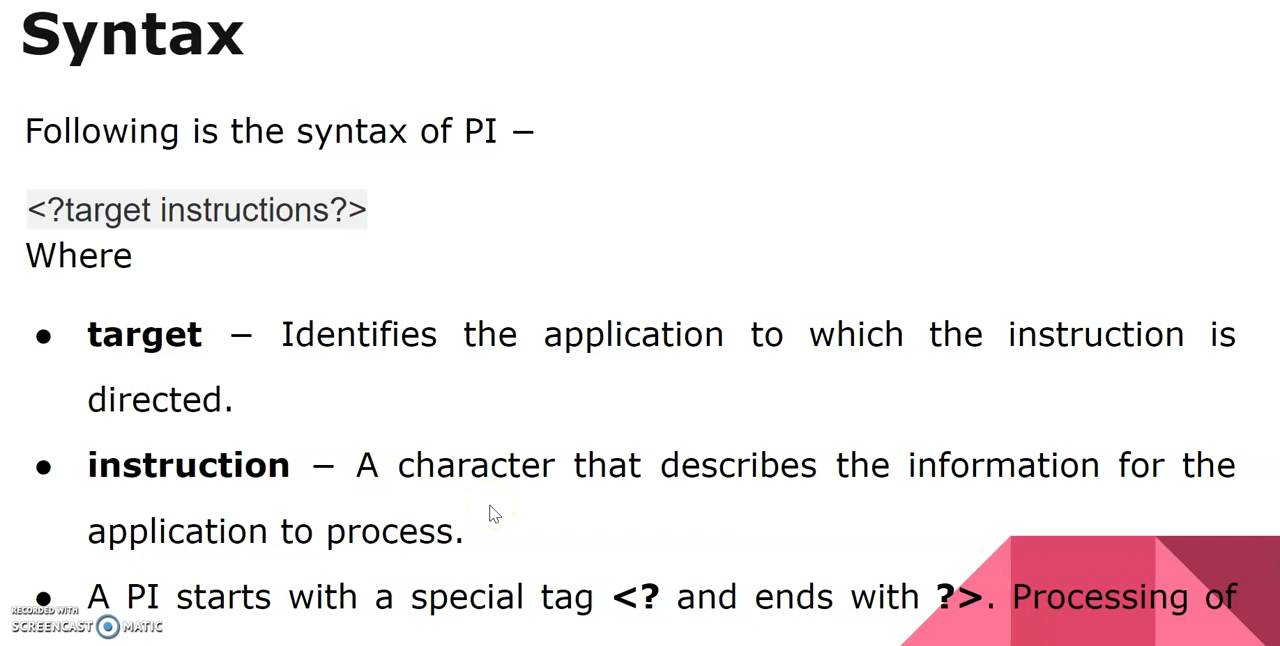 Syntax
Following is the syntax of PI −
<?target instructions?>
Where
● target − Identifies the application to which the instruction is
directed.
● instruction − A character that describes the information for the
application to process.
● A PI starts with a special tag <? and ends with ?>. Processing of
RECORDED WITH
SCREENCAST MATIC